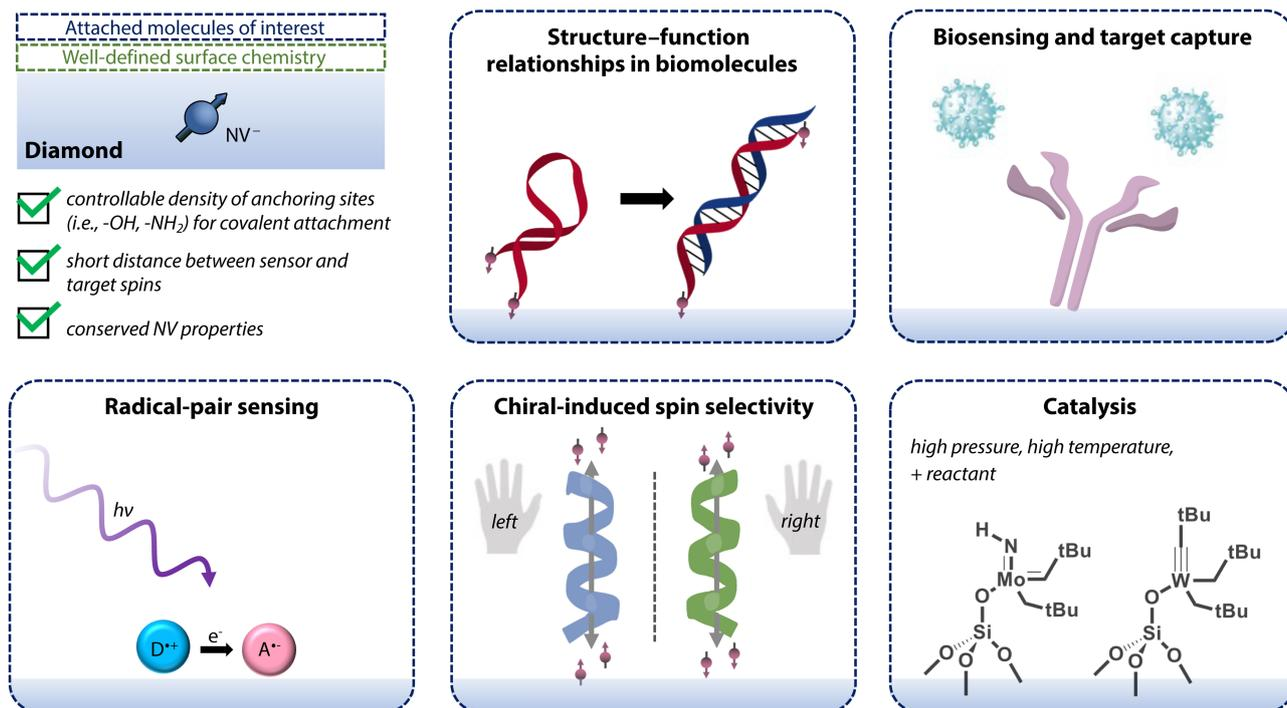 Attached molecules of interest
Well-defined surface chemistry
NV⁻
Diamond
controllable density of anchoring sites
(i.e., -OH, -NH₂) for covalent attachment
short distance between sensor and
target spins
conserved NV properties
Structure–function
relationships in biomolecules
Biosensing and target capture
Radical-pair sensing
hν
D•+
e-
A•-
Chiral-induced spin selectivity
left
right
Catalysis
high pressure, high temperature,
+ reactant
H
N
tBu
Mo
O
tBu
Si
O
O
O
tBu
tBu
W
O
tBu
Si
O
O
O